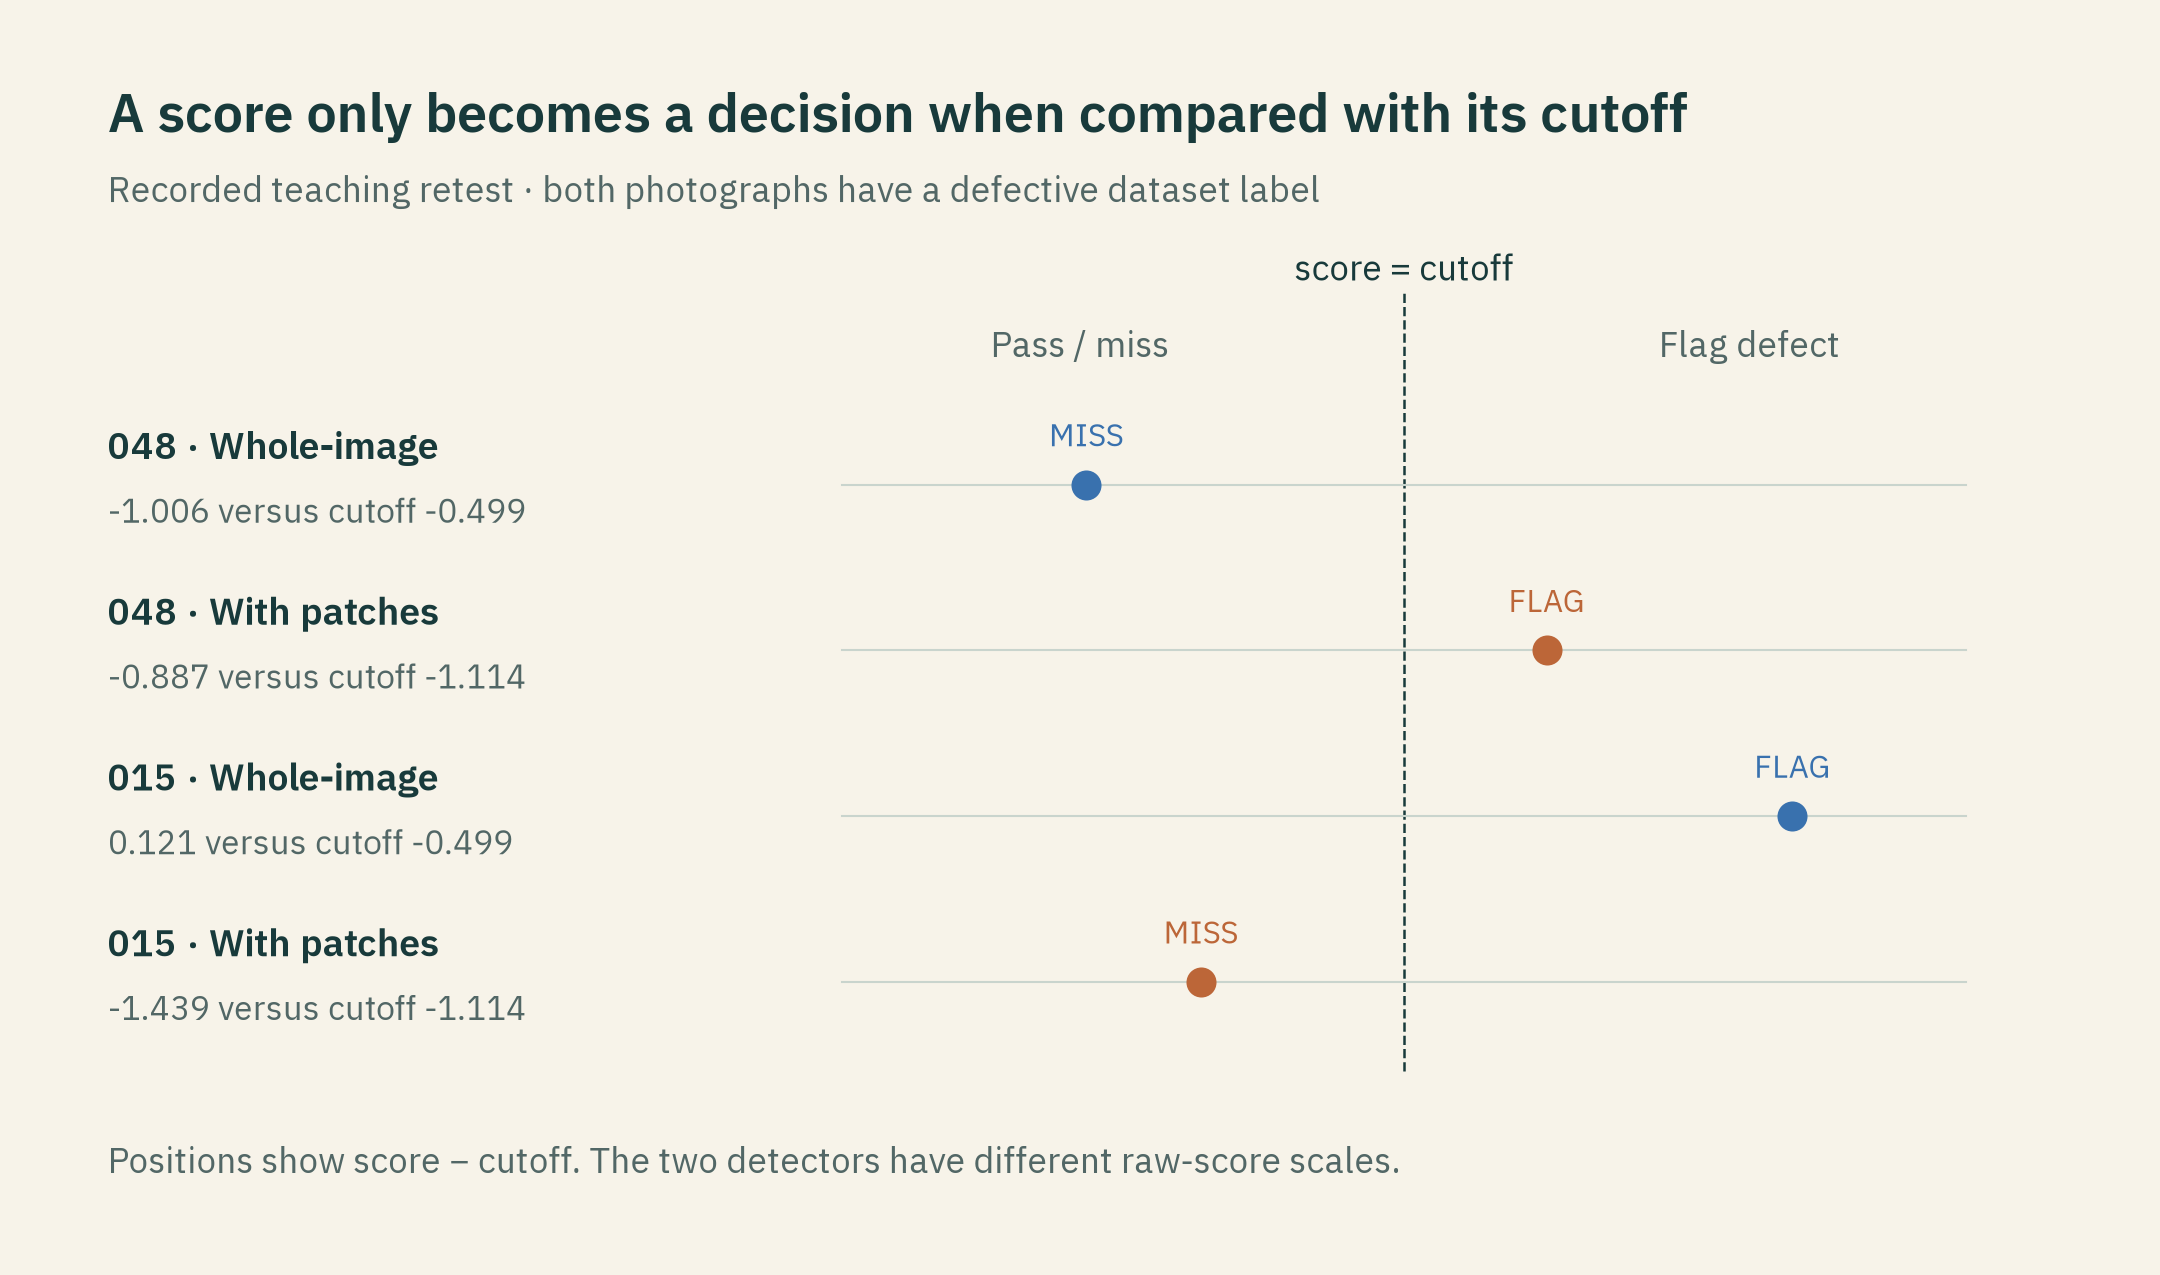 A score only becomes a decision when compared with its cutoff
Recorded teaching retest · both photographs have a defective dataset label
score = cutoff
Pass / miss
Flag defect
048 · Whole-image
MISS
-1.006 versus cutoff -0.499
048 · With patches
FLAG
-0.887 versus cutoff -1.114
015 · Whole-image
FLAG
0.121 versus cutoff -0.499
015 · With patches
MISS
-1.439 versus cutoff -1.114
Positions show score – cutoff. The two detectors have different raw-score scales.